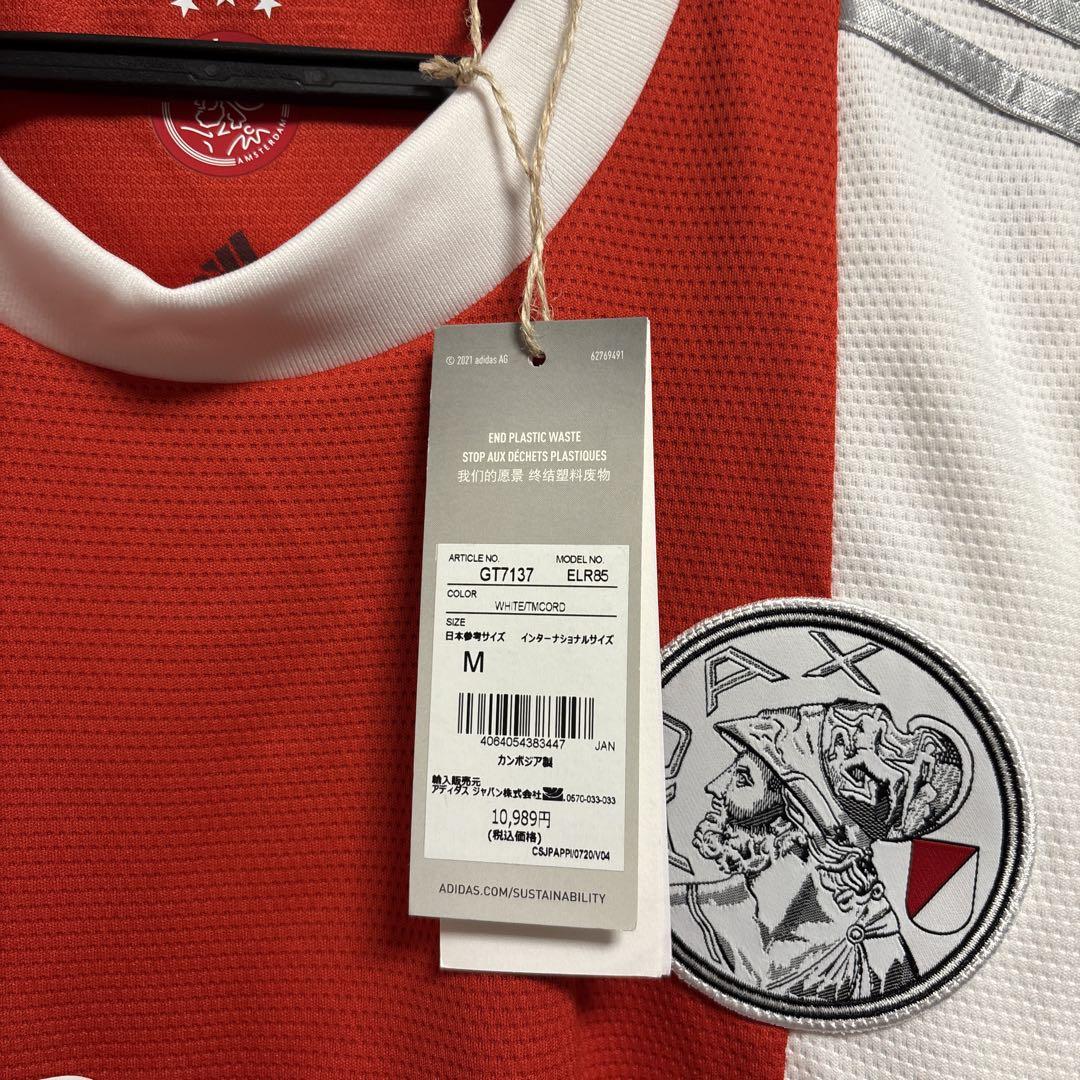 AMSTERDAM
© 2021 adidas AG 62769491
END PLASTIC WASTE
STOP AUX DÉCHETS PLASTIQUES
我们的愿景 终结塑料废物
ARTICLE NO. MODEL NO.
GT7137 ELR85
COLOR
WHITE/TMCORD
SIZE
日本参考サイズ インターナショナルサイズ
M
4064054383447 JAN
カンボジア製
輸入販売元
アディダス ジャパン株式会社 0570-033-033
10,989円
(税込価格)
CSJPAPPI/0720/V04
ADIDAS.COM/SUSTAINABILITY
AX